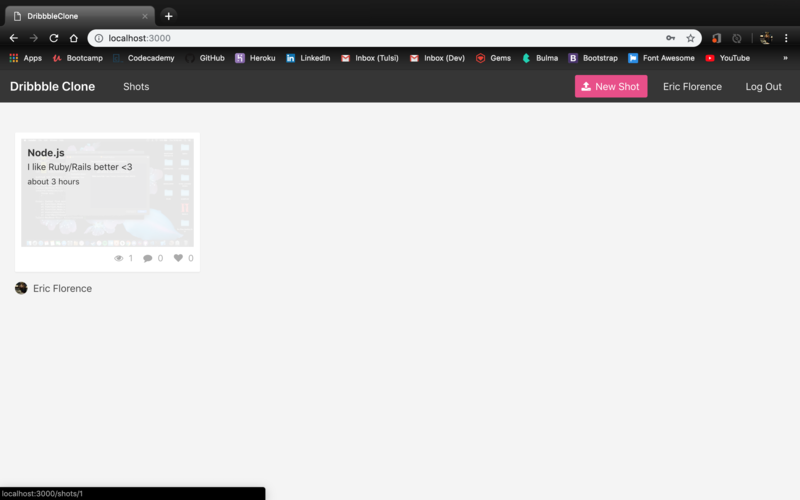 DribbbleClone
localhost:3000
Apps Bootcamp Codecademy GitHub Heroku LinkedIn Inbox (Tulsi) Inbox (Dev) Gems Bulma Bootstrap Font Awesome YouTube »
Dribbble Clone Shots New Shot Eric Florence Log Out
Node.js
I like Ruby/Rails better <3
about 3 hours
1 0 0
Eric Florence
localhost:3000/shots/1